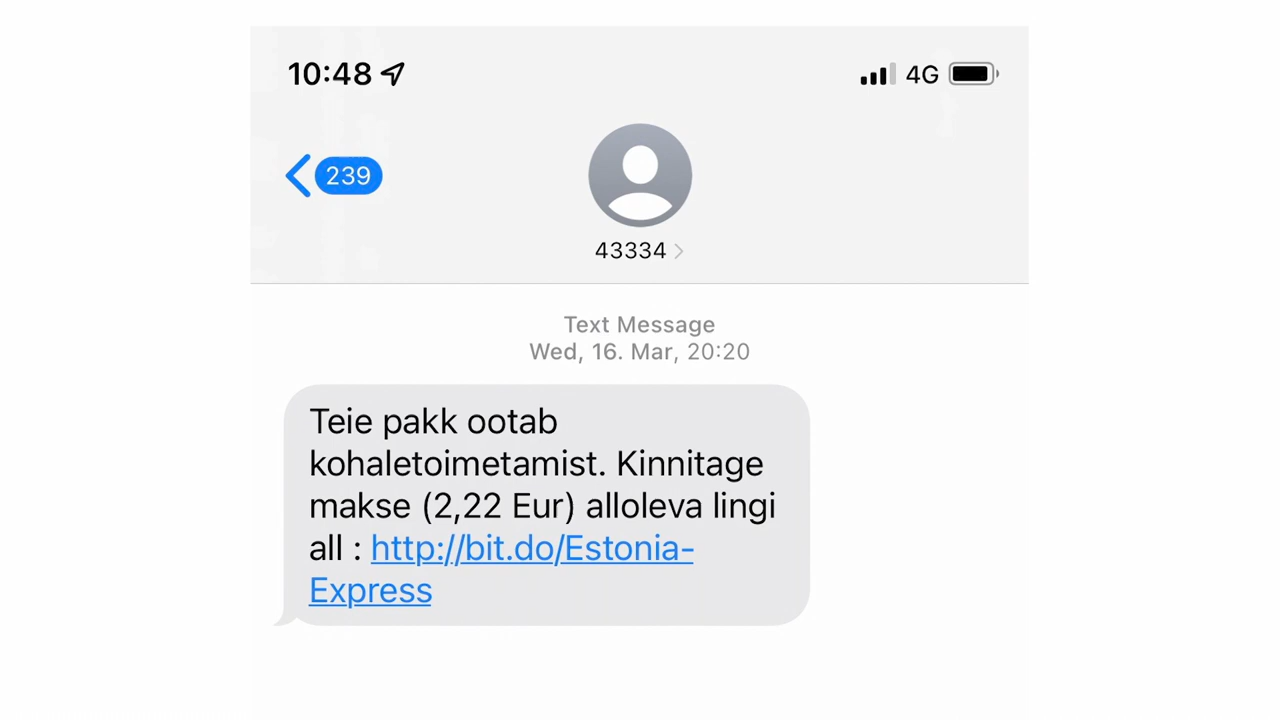 10:48
4G
239
43334
Text Message
Wed, 16. Mar, 20:20
Teie pakk ootab
kohaletoimetamist. Kinnitage
makse (2,22 Eur) alloleva lingi
all : http://bit.do/Estonia-
Express